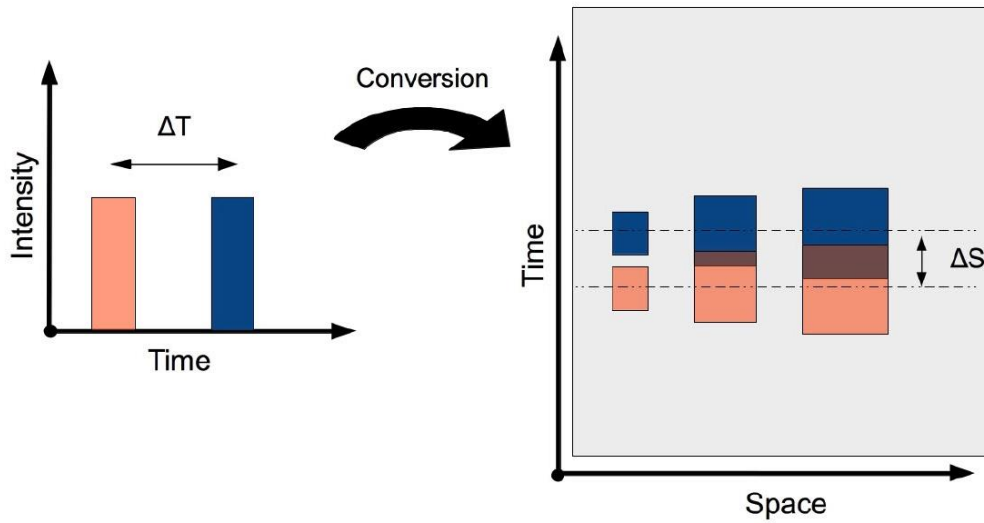 Intensity
ΔT
Time
Conversion
Time
ΔS
Space